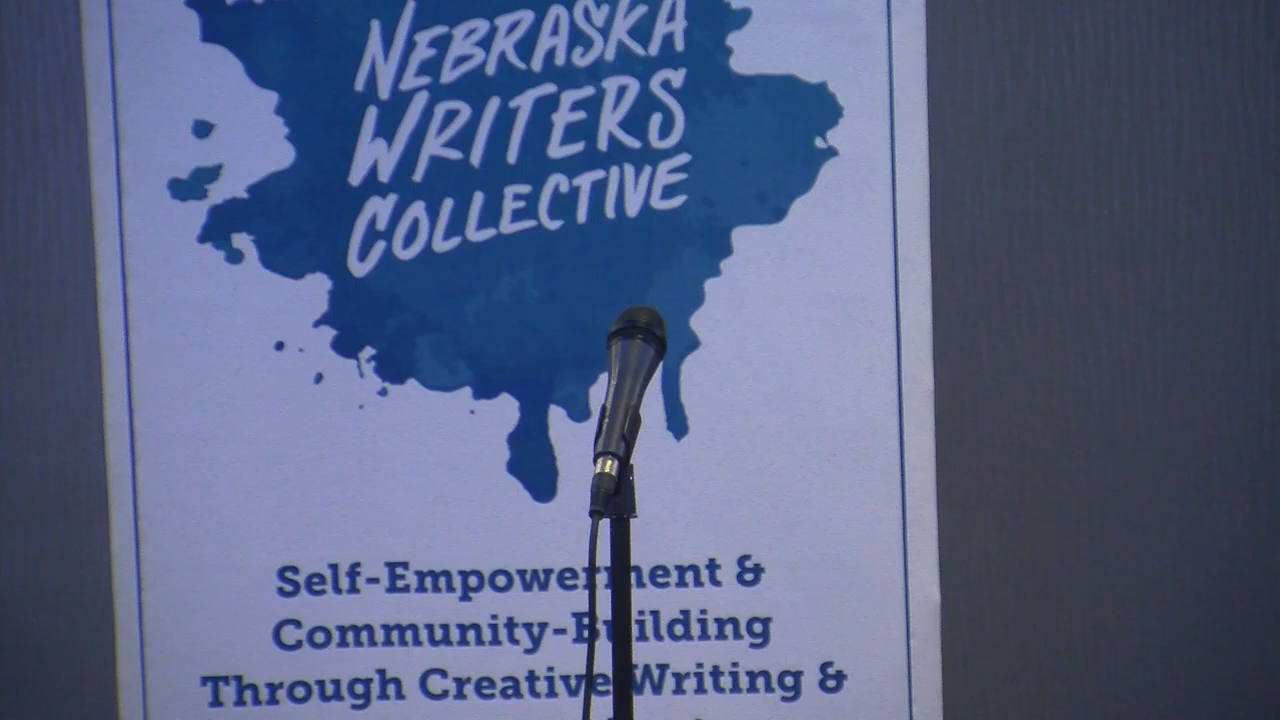 NEBRASKA
WRITERS
COLLECTIVE
Self-Empowerment &
Community-Building
Through Creative Writing &